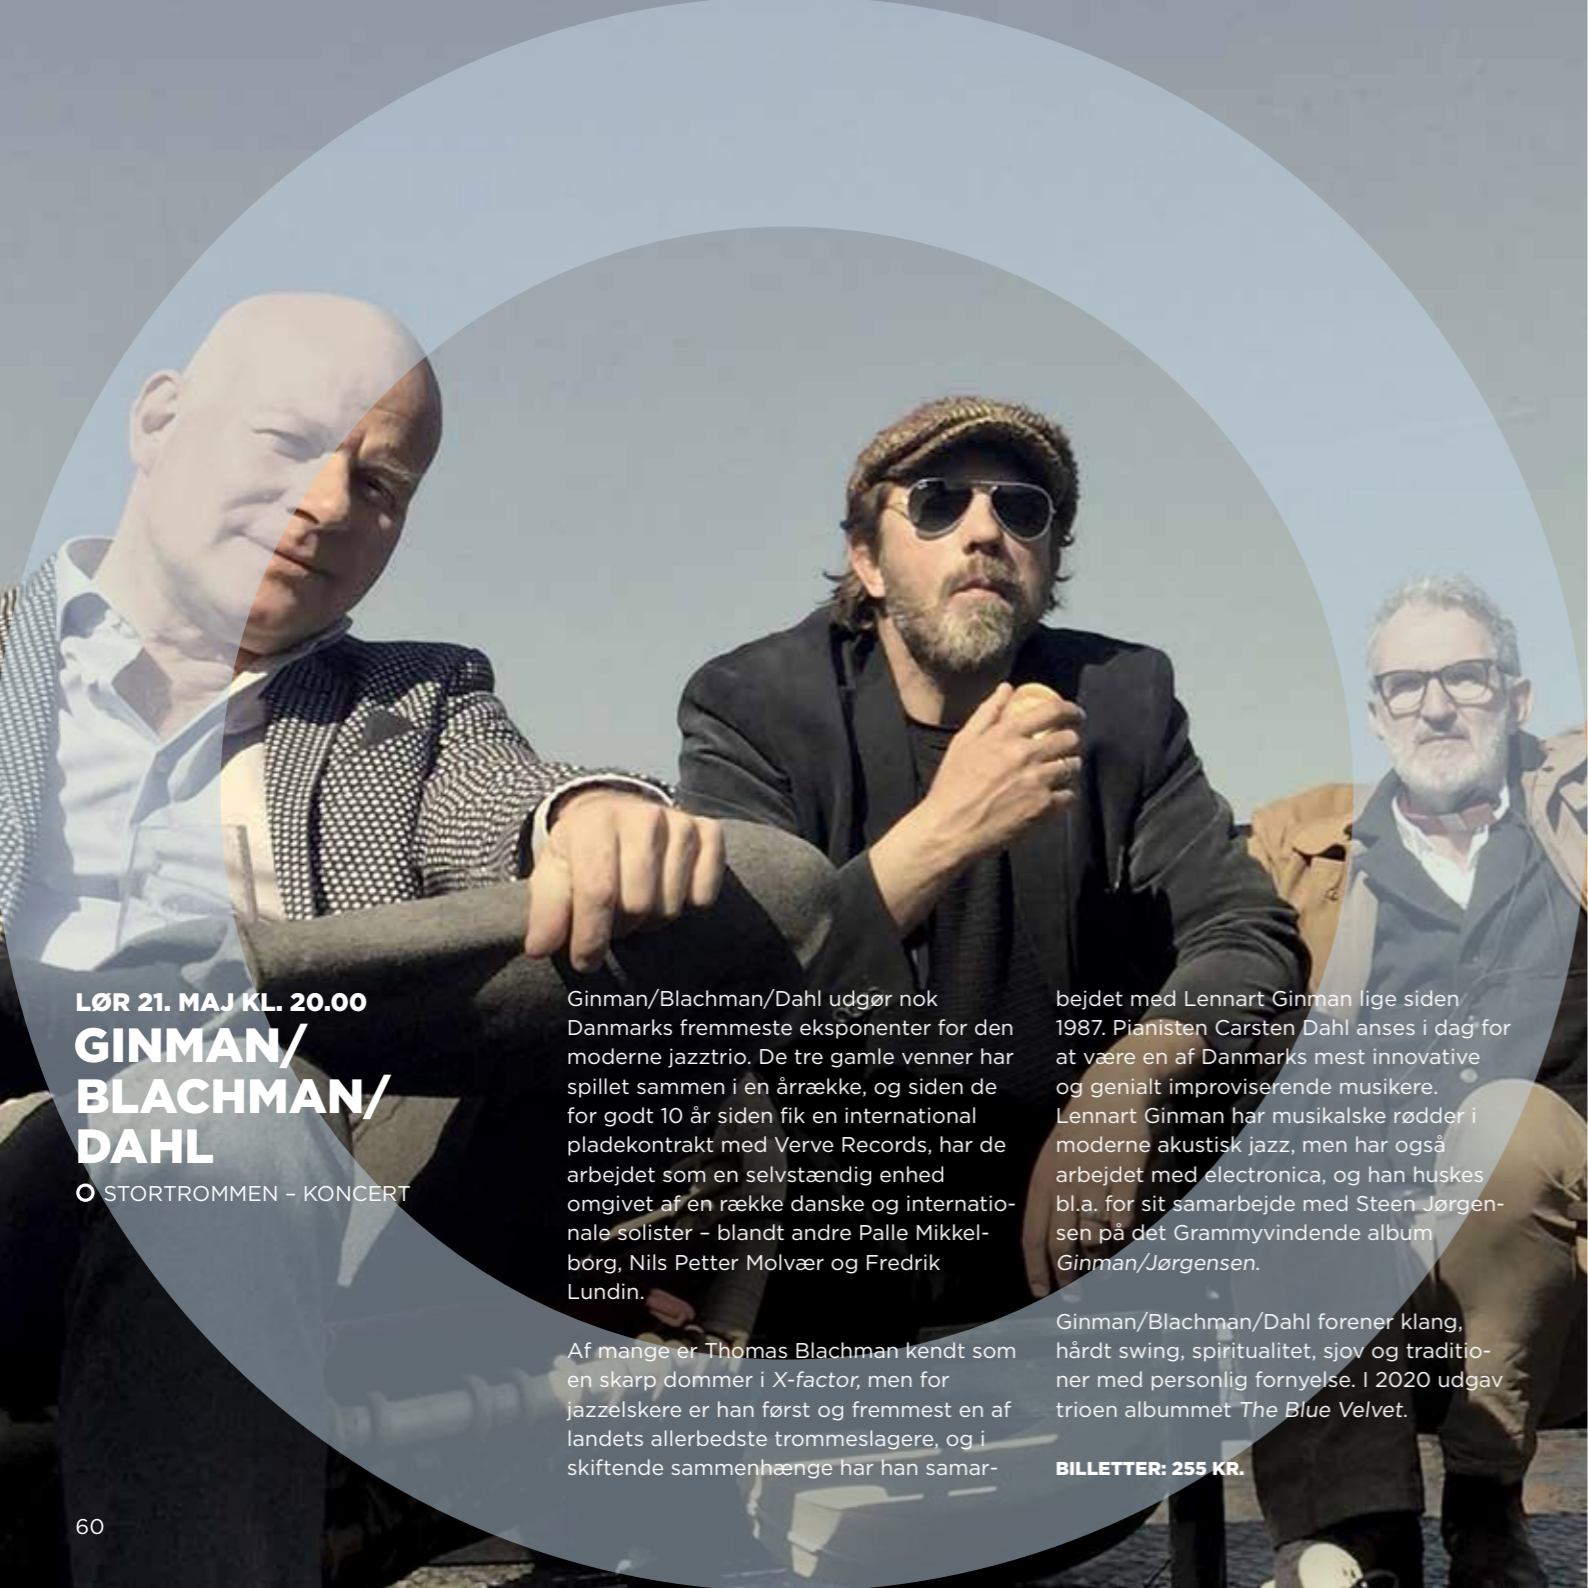 LØR 21. MAJ KL. 20.00
GINMAN/
BLACHMAN/
DAHL
STORTROMMEN – KONCERT
Ginman/Blachman/Dahl udgør nok
Danmarks fremmeste eksponenter for den
moderne jazztrio. De tre gamle venner har
spillet sammen i en årrække, og siden de
for godt 10 år siden fik en international
pladekontrakt med Verve Records, har de
arbejdet som en selvstændig enhed
omgivet af en række danske og internatio-
nale solister – blandt andre Palle Mikkel-
borg, Nils Petter Molvær og Fredrik
Lundin.
Af mange er Thomas Blachman kendt som
en skarp dommer i X-factor, men for
jazzelskere er han først og fremmest en af
landets allerbedste trommeslagere, og i
skiftende sammenhænge har han samar-
bejdet med Lennart Ginman lige siden
1987. Pianisten Carsten Dahl anses i dag for
at være en af Danmarks mest innovative
og genialt improviserende musikere.
Lennart Ginman har musikalske rødder i
moderne akustisk jazz, men har også
arbejdet med electronica, og han huskes
bl.a. for sit samarbejde med Steen Jørgen-
sen på det Grammyvindende album
Ginman/Jørgensen.
Ginman/Blachman/Dahl forener klang,
hårdt swing, spiritualitet, sjov og traditio-
ner med personlig fornyelse. I 2020 udgav
trioen albummet The Blue Velvet.
BILLETTER: 255 KR.
60